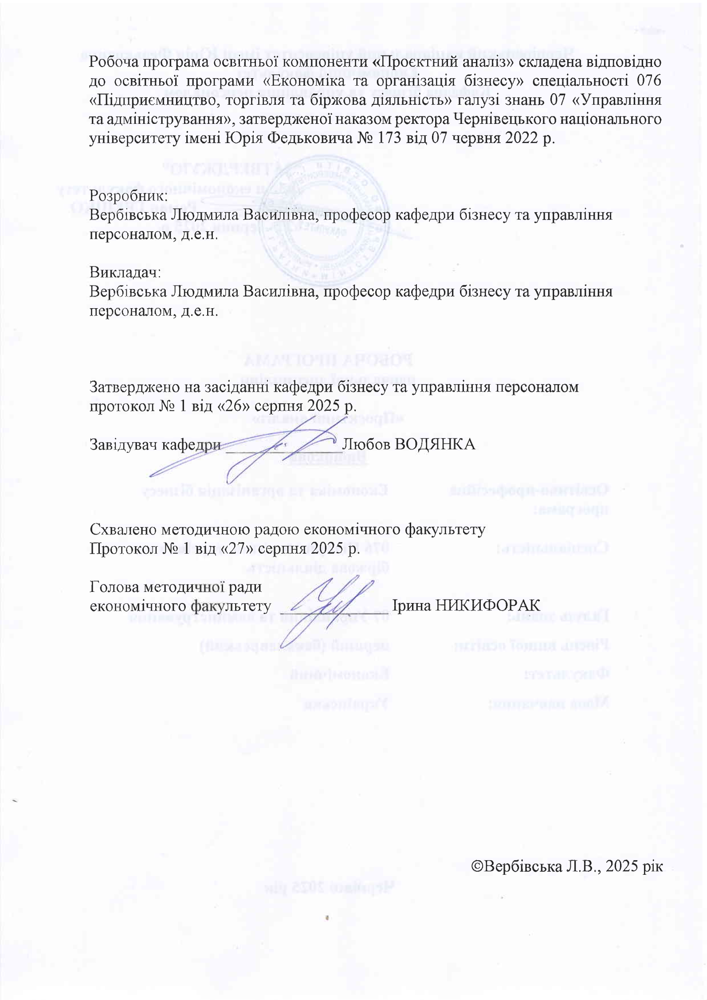 Робоча програма освітньої компоненти «Проєктний аналіз» складена відповідно
до освітньої програми «Економіка та організація бізнесу» спеціальності 076
«Підприємництво, торгівля та біржова діяльність» галузі знань 07 «Управління
та адміністрування», затвердженої наказом ректора Чернівецького національного
університету імені Юрія Федьковича № 173 від 07 червня 2022 р.
Розробник:
Вербівська Людмила Василівна, професор кафедри бізнесу та управління
персоналом, д.е.н.
Викладач:
Вербівська Людмила Василівна, професор кафедри бізнесу та управління
персоналом, д.е.н.
Затверджено на засіданні кафедри бізнесу та управління персоналом
протокол № 1 від «26» серпня 2025 р.
Завідувач кафедри ______________ Любов ВОДЯНКА
Схвалено методичною радою економічного факультету
Протокол № 1 від «27» серпня 2025 р.
Голова методичної ради
економічного факультету _____________ Ірина НИКИФОРАК
©Вербівська Л.В., 2025 рік